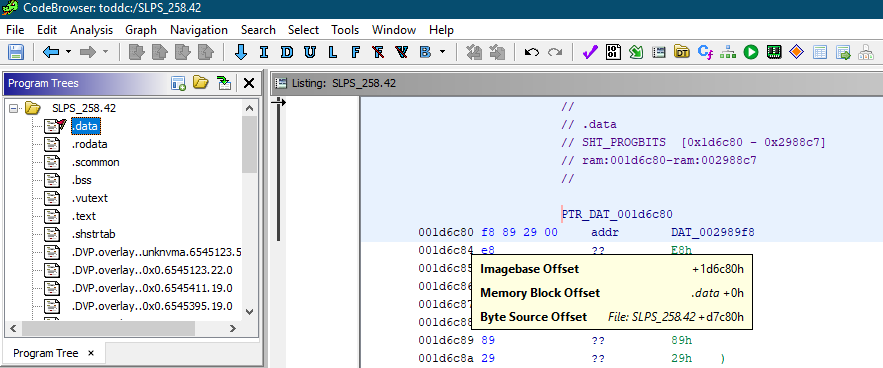 CodeBrowser: toddc:/SLPS_258.42
File Edit Analysis Graph Navigation Search Select Tools Window Help
I D U L F F V B
Program Trees
Listing: SLPS_258.42
SLPS_258.42
.data
.rodata
.scommon
.bss
.vutext
.text
.shstrtab
.DVP.overlay..unknvma.6545123.5
.DVP.overlay..0x0.6545123.22.0
.DVP.overlay..0x0.6545411.19.0
.DVP.overlay..0x0.6545395.19.0
Program Tree ×
//
// .data
// SHT_PROGBITS [0x1d6c80 - 0x2988c7]
// ram:001d6c80-ram:002988c7
//
PTR_DAT_001d6c80
001d6c80 f8 89 29 00 addr DAT_002989f8
001d6c84 e8 ?? E8h
001d6c85
001d6c86
001d6c87
001d6c88
001d6c89 89 ?? 89h
001d6c8a 29 ?? 29h )
Imagebase Offset +1d6c80h
Memory Block Offset .data +0h
Byte Source Offset File: SLPS_258.42 +d7c80h